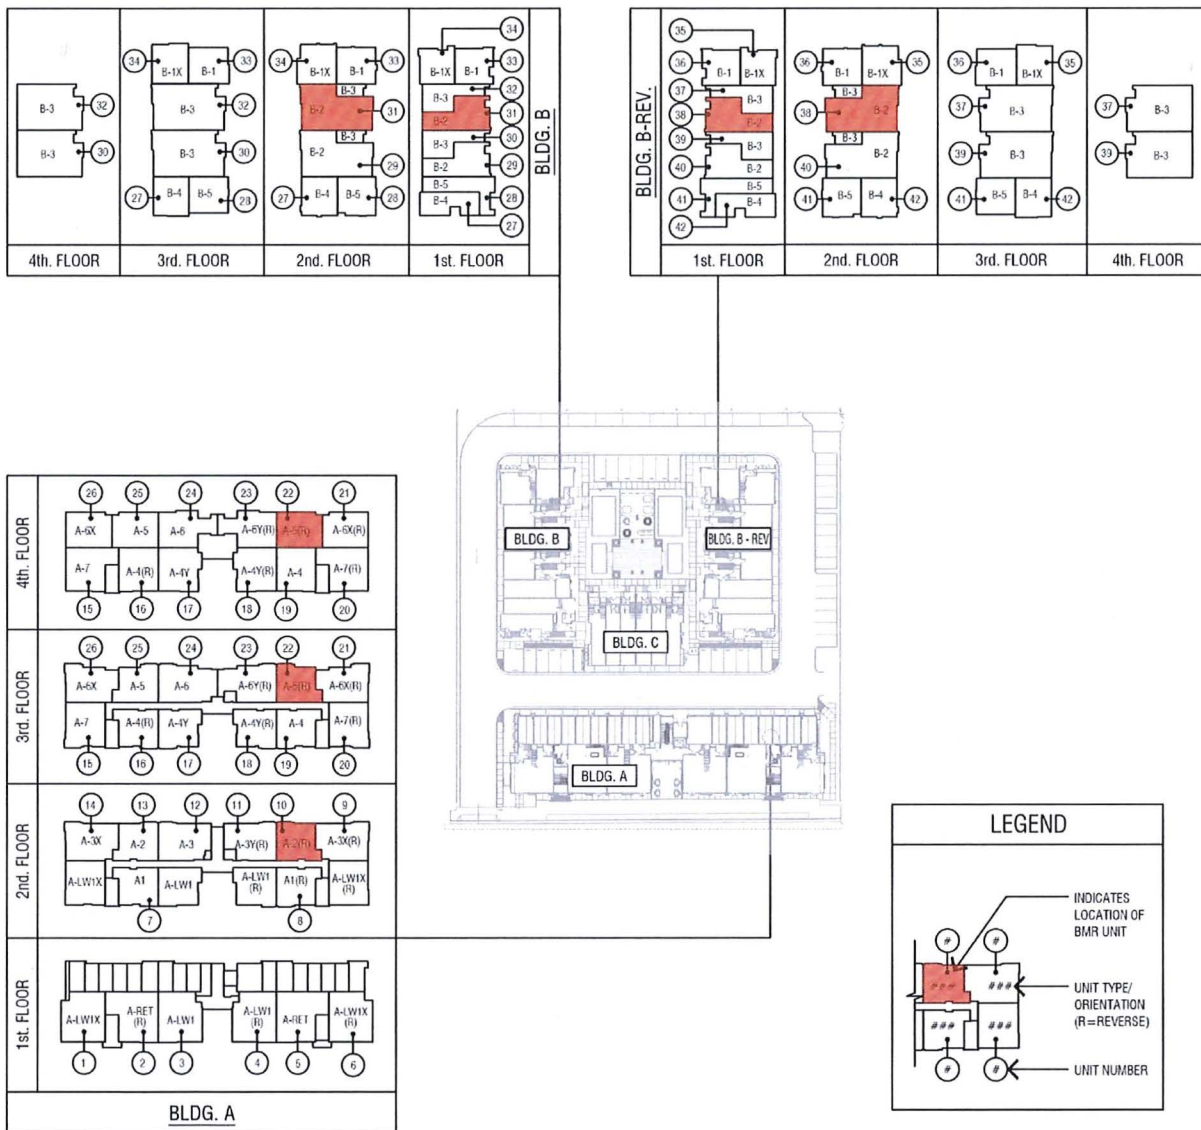 34 33 34 33 34
B-1X B-1 B-1X B-1 B-1X B-1 33
B-3 32 B-3 32 B-3 B-3 32
B-2 31 B-2 31
B-3 30 B-3 30 B-3 B-3 30
B-2 29 B-2 29
27 B-4 B-5 28 27 B-4 B-5 28 B-5 28
B-4 27
4th. FLOOR 3rd. FLOOR 2nd. FLOOR 1st. FLOOR
BLDG. B
BLDG. B-REV.
35
36 B-1 B-1X 36 B-1 B-1X 35 36 B-1 B-1X 35
37 B-3 B-3 37 B-3 37 B-3
38 B-2 38 B-2
39 B-3 B-3 39 B-3 39 B-3
40 B-2 40 B-2
41 B-5 41 B-5 B-4 42 41 B-5 B-4 42
42 B-4
1st. FLOOR 2nd. FLOOR 3rd. FLOOR 4th. FLOOR
BLDG. B
BLDG. B - REV
BLDG. C
BLDG. A
4th. FLOOR
26 25 24 23 22 21
A-6X A-5 A-6 A-6Y(R) A-5(R) A-6X(R)
A-7 A-4(R) A-4Y A-4Y(R) A-4 A-7(R)
15 16 17 18 19 20
3rd. FLOOR
26 25 24 23 22 21
A-6X A-5 A-6 A-6Y(R) A-5(R) A-6X(R)
A-7 A-4(R) A-4Y A-4Y(R) A-4 A-7(R)
15 16 17 18 19 20
2nd. FLOOR
14 13 12 11 10 9
A-3X A-2 A-3 A-3Y(R) A-2(R) A-3X(R)
A-LW1X A1 A-LW1 A-LW1 (R) A1(R) A-LW1X (R)
7 8
1st. FLOOR
A-LW1X A-RET (R) A-LW1 A-LW1 (R) A-RET A-LW1X (R)
1 2 3 4 5 6
BLDG. A
LEGEND
INDICATES
LOCATION OF
BMR UNIT
# #
### ###
UNIT TYPE/
ORIENTATION
(R=REVERSE)
### ###
# #
UNIT NUMBER